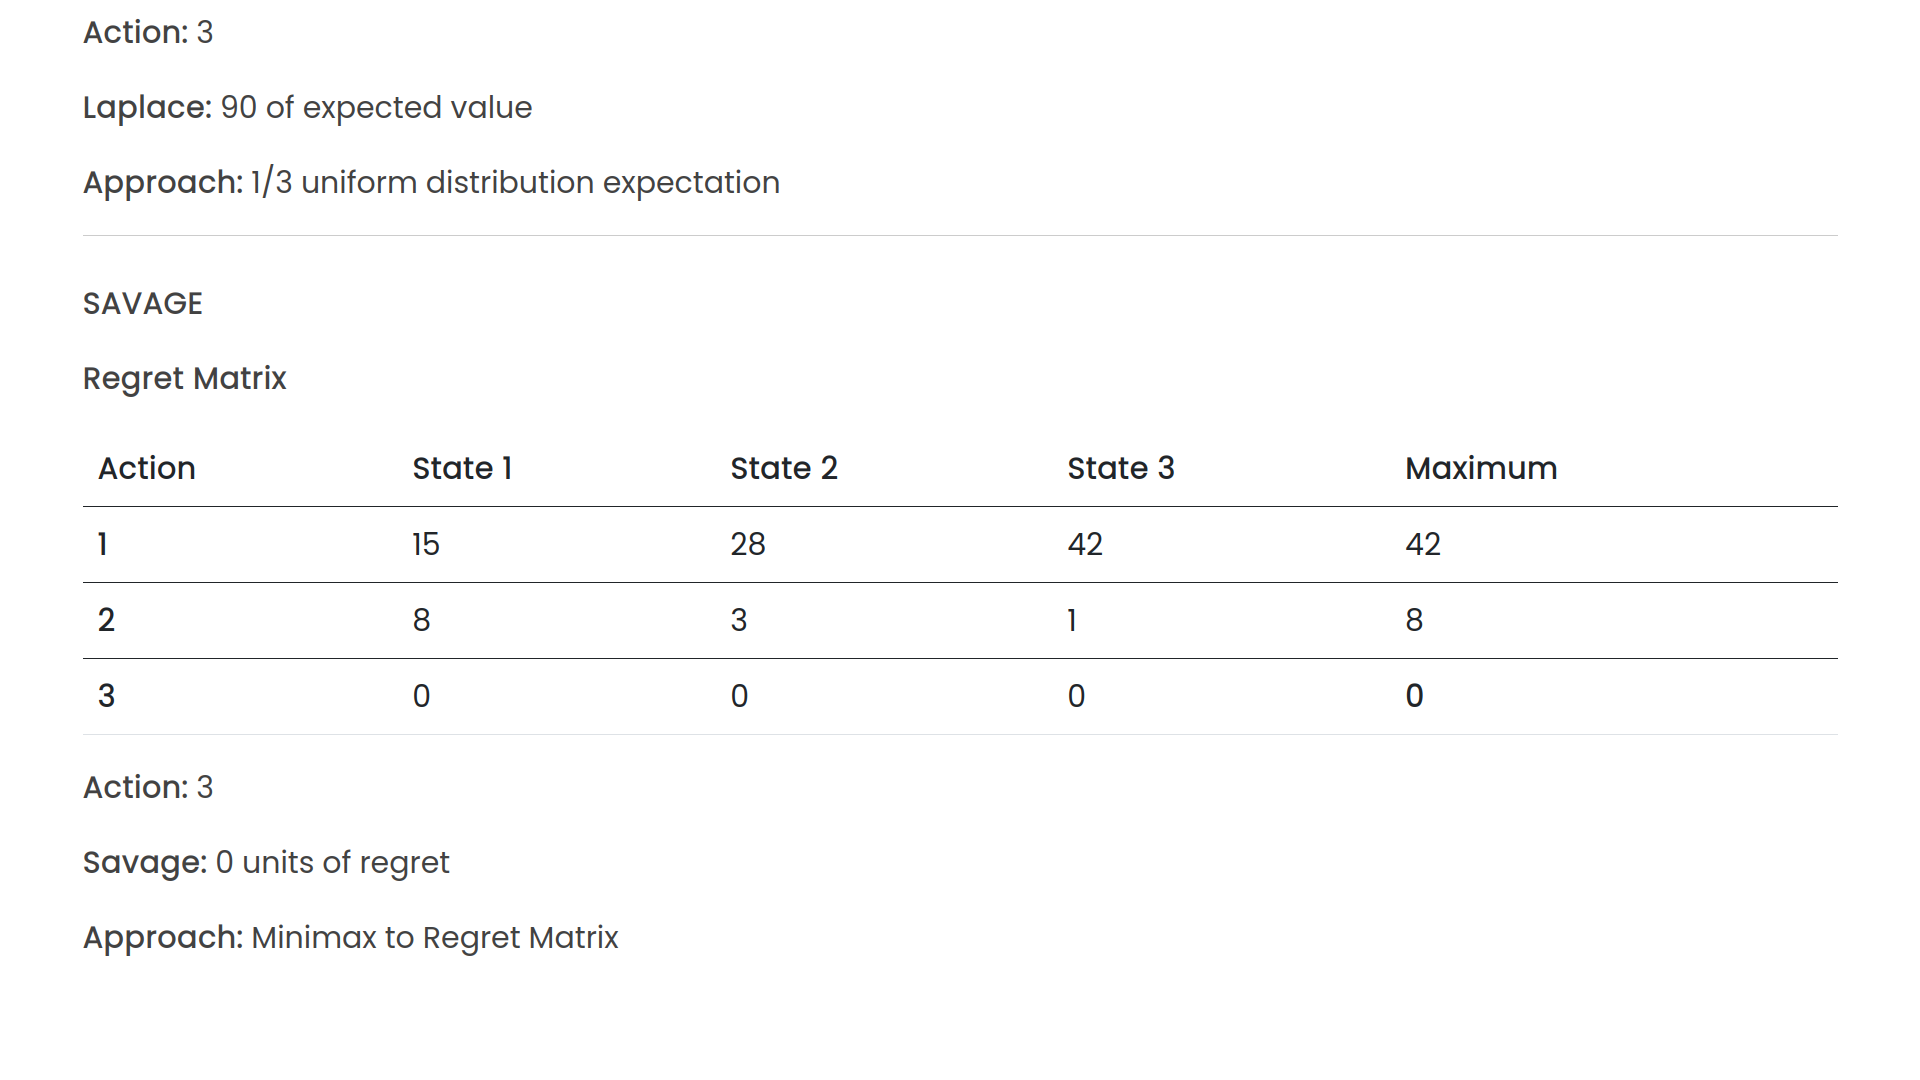 Action: 3
Laplace: 90 of expected value
Approach: 1/3 uniform distribution expectation
SAVAGE
Regret Matrix
Action State 1 State 2 State 3 Maximum
1 15 28 42 42
2 8 3 1 8
3 0 0 0 0
Action: 3
Savage: 0 units of regret
Approach: Minimax to Regret Matrix